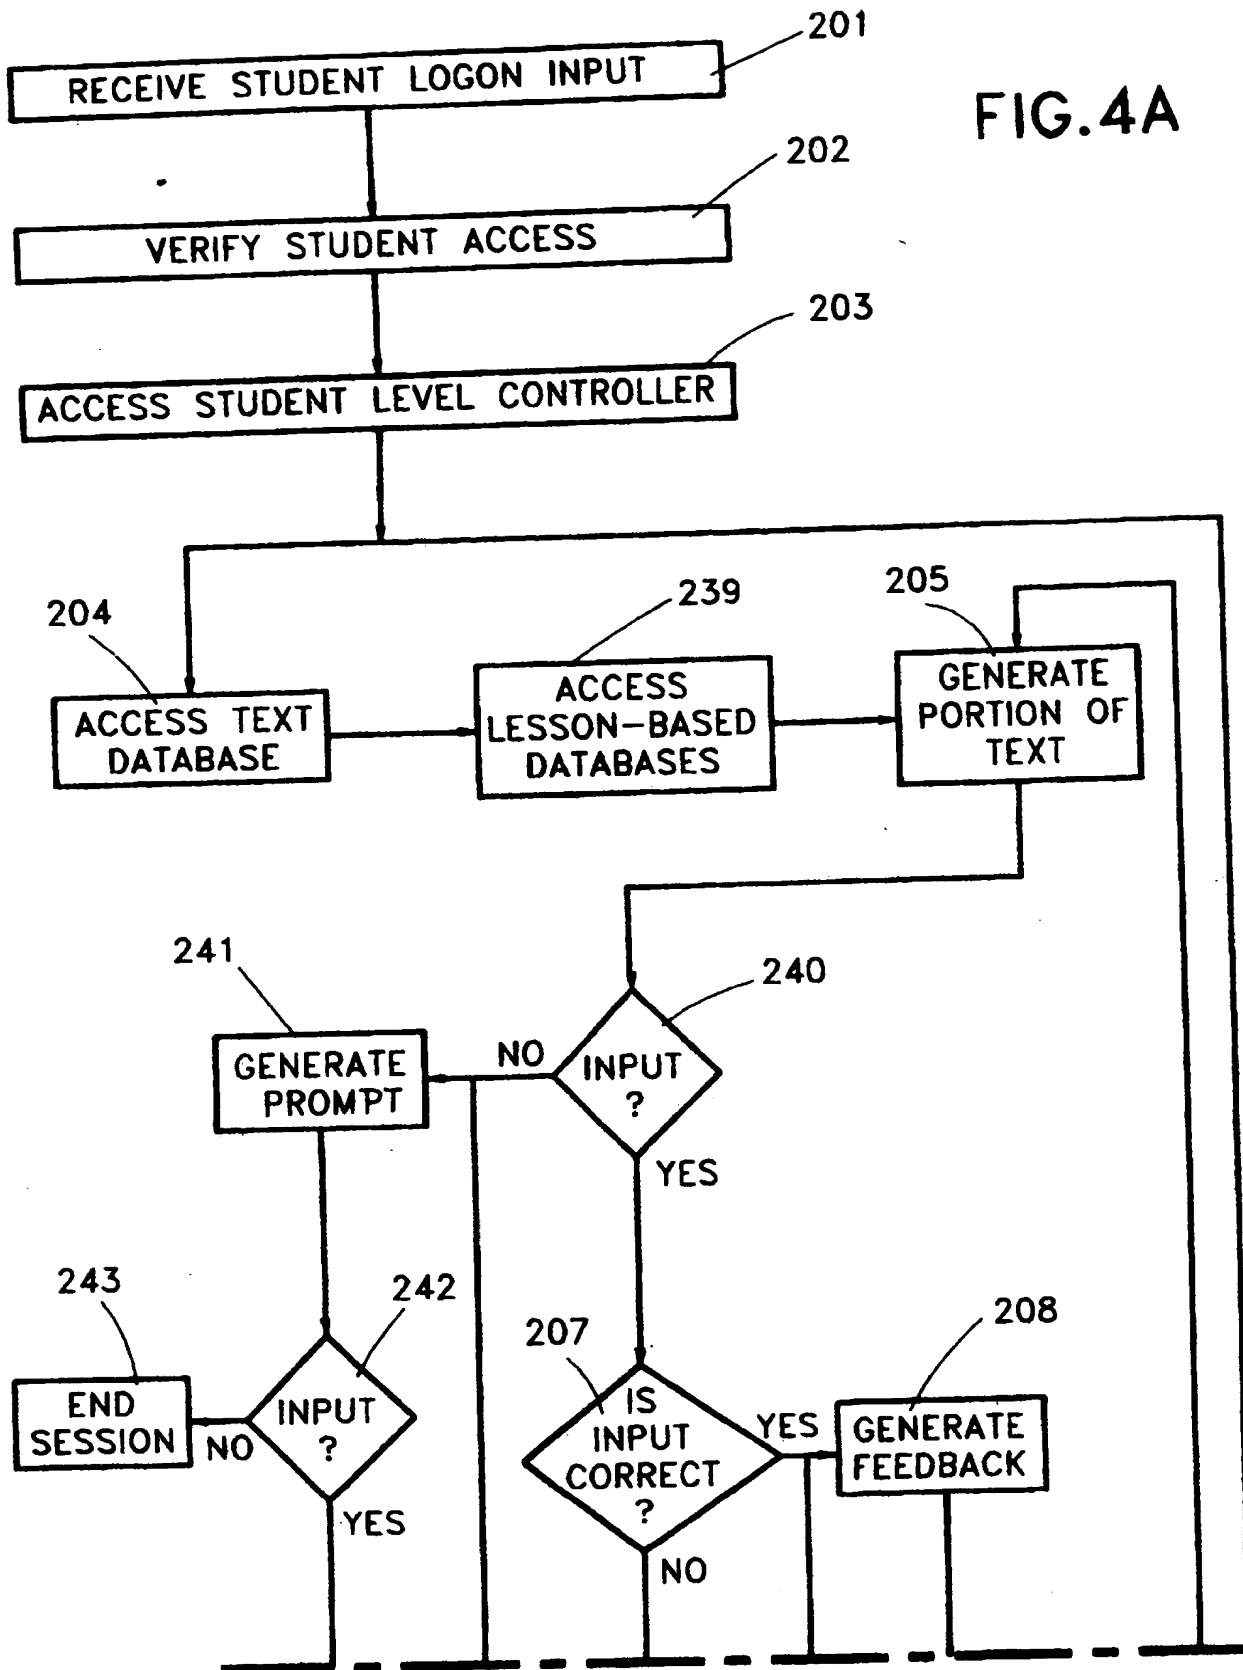 201
RECEIVE STUDENT LOGON INPUT
FIG.4A
202
VERIFY STUDENT ACCESS
203
ACCESS STUDENT LEVEL CONTROLLER
204
239
205
ACCESS TEXT
DATABASE
ACCESS
LESSON-BASED
DATABASES
GENERATE
PORTION OF
TEXT
241
240
GENERATE
PROMPT
NO
INPUT
?
YES
243
242
207
208
END
SESSION
NO
INPUT
?
YES
IS
INPUT
CORRECT
?
YES
NO
GENERATE
FEEDBACK